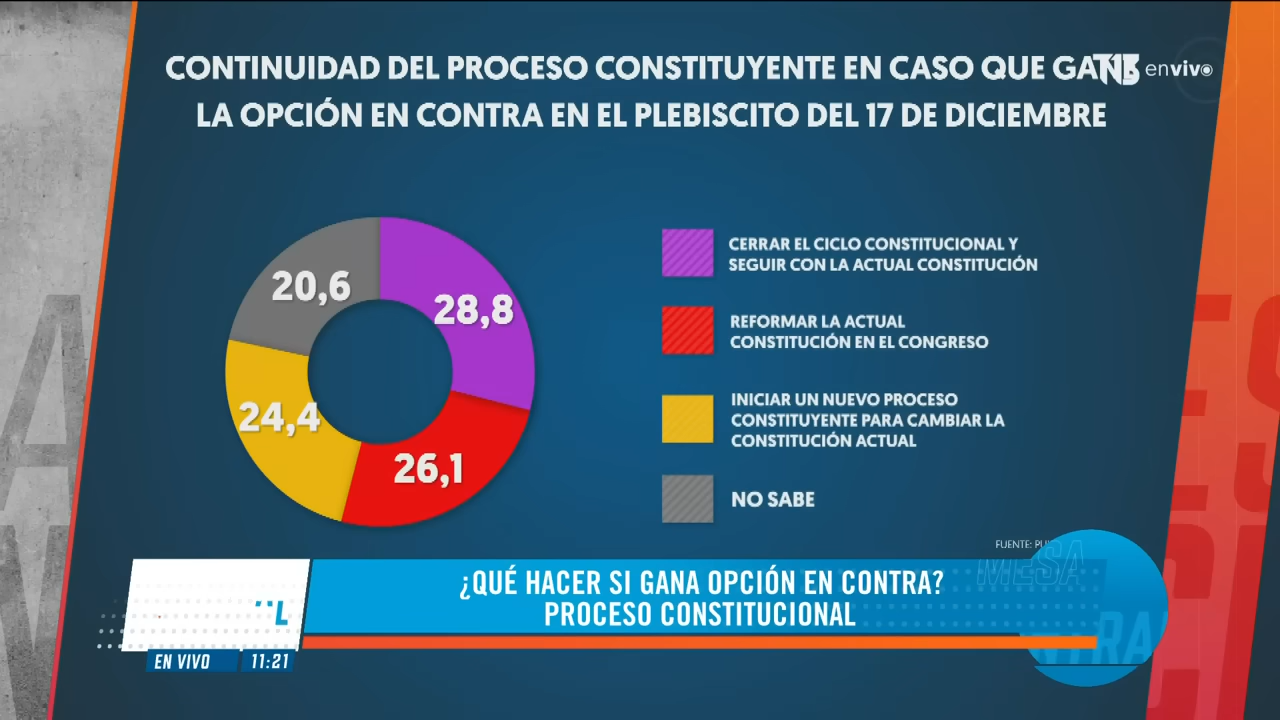 CONTINUIDAD DEL PROCESO CONSTITUYENTE EN CASO QUE
LA OPCIÓN EN CONTRA EN EL PLEBISCITO DEL 17 DE DICIEMBRE
T13 envivo
20,6
28,8
24,4
26,1
CERRAR EL CICLO CONSTITUCIONAL Y
SEGUIR CON LA ACTUAL CONSTITUCIÓN
REFORMAR LA ACTUAL
CONSTITUCIÓN EN EL CONGRESO
INICIAR UN NUEVO PROCESO
CONSTITUYENTE PARA CAMBIAR LA
CONSTITUCIÓN ACTUAL
NO SABE
FUENTE:
MESA
¿QUÉ HACER SI GANA OPCIÓN EN CONTRA?
PROCESO CONSTITUCIONAL
EN VIVO 11:21